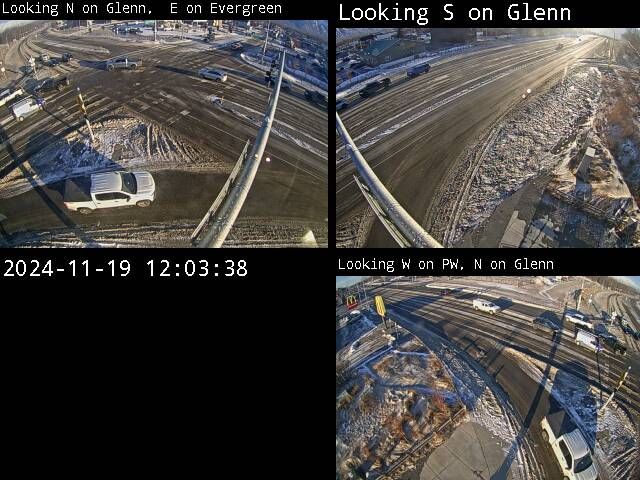 Looking N on Glenn, E on Evergreen
Looking S on Glenn
2024-11-19 12:03:38
Looking W on PW, N on Glenn